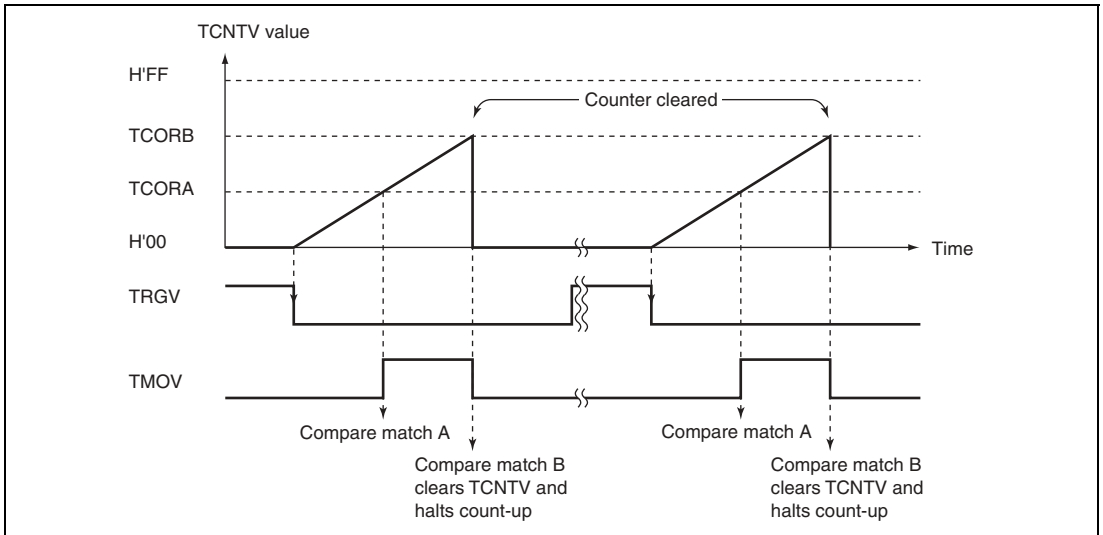 TCNTV value
H'FF
Counter cleared
TCORB
TCORA
H'00
Time
TRGV
TMOV
Compare match A
Compare match A
Compare match B
clears TCNTV and
halts count-up
Compare match B
clears TCNTV and
halts count-up